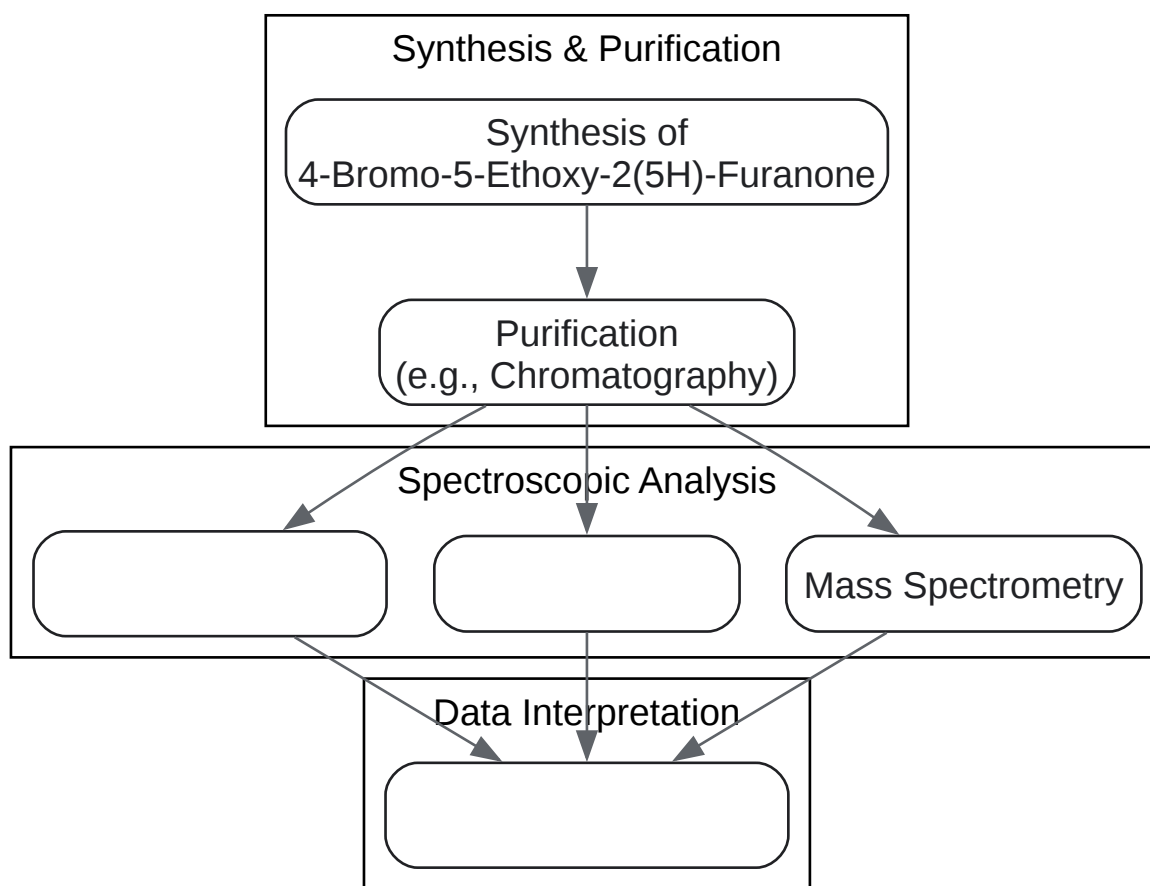 Synthesis & Purification
Synthesis of
4-Bromo-5-Ethoxy-2(5H)-Furanone
Purification
(e.g., Chromatography)
Spectroscopic Analysis
Mass Spectrometry
Data Interpretation